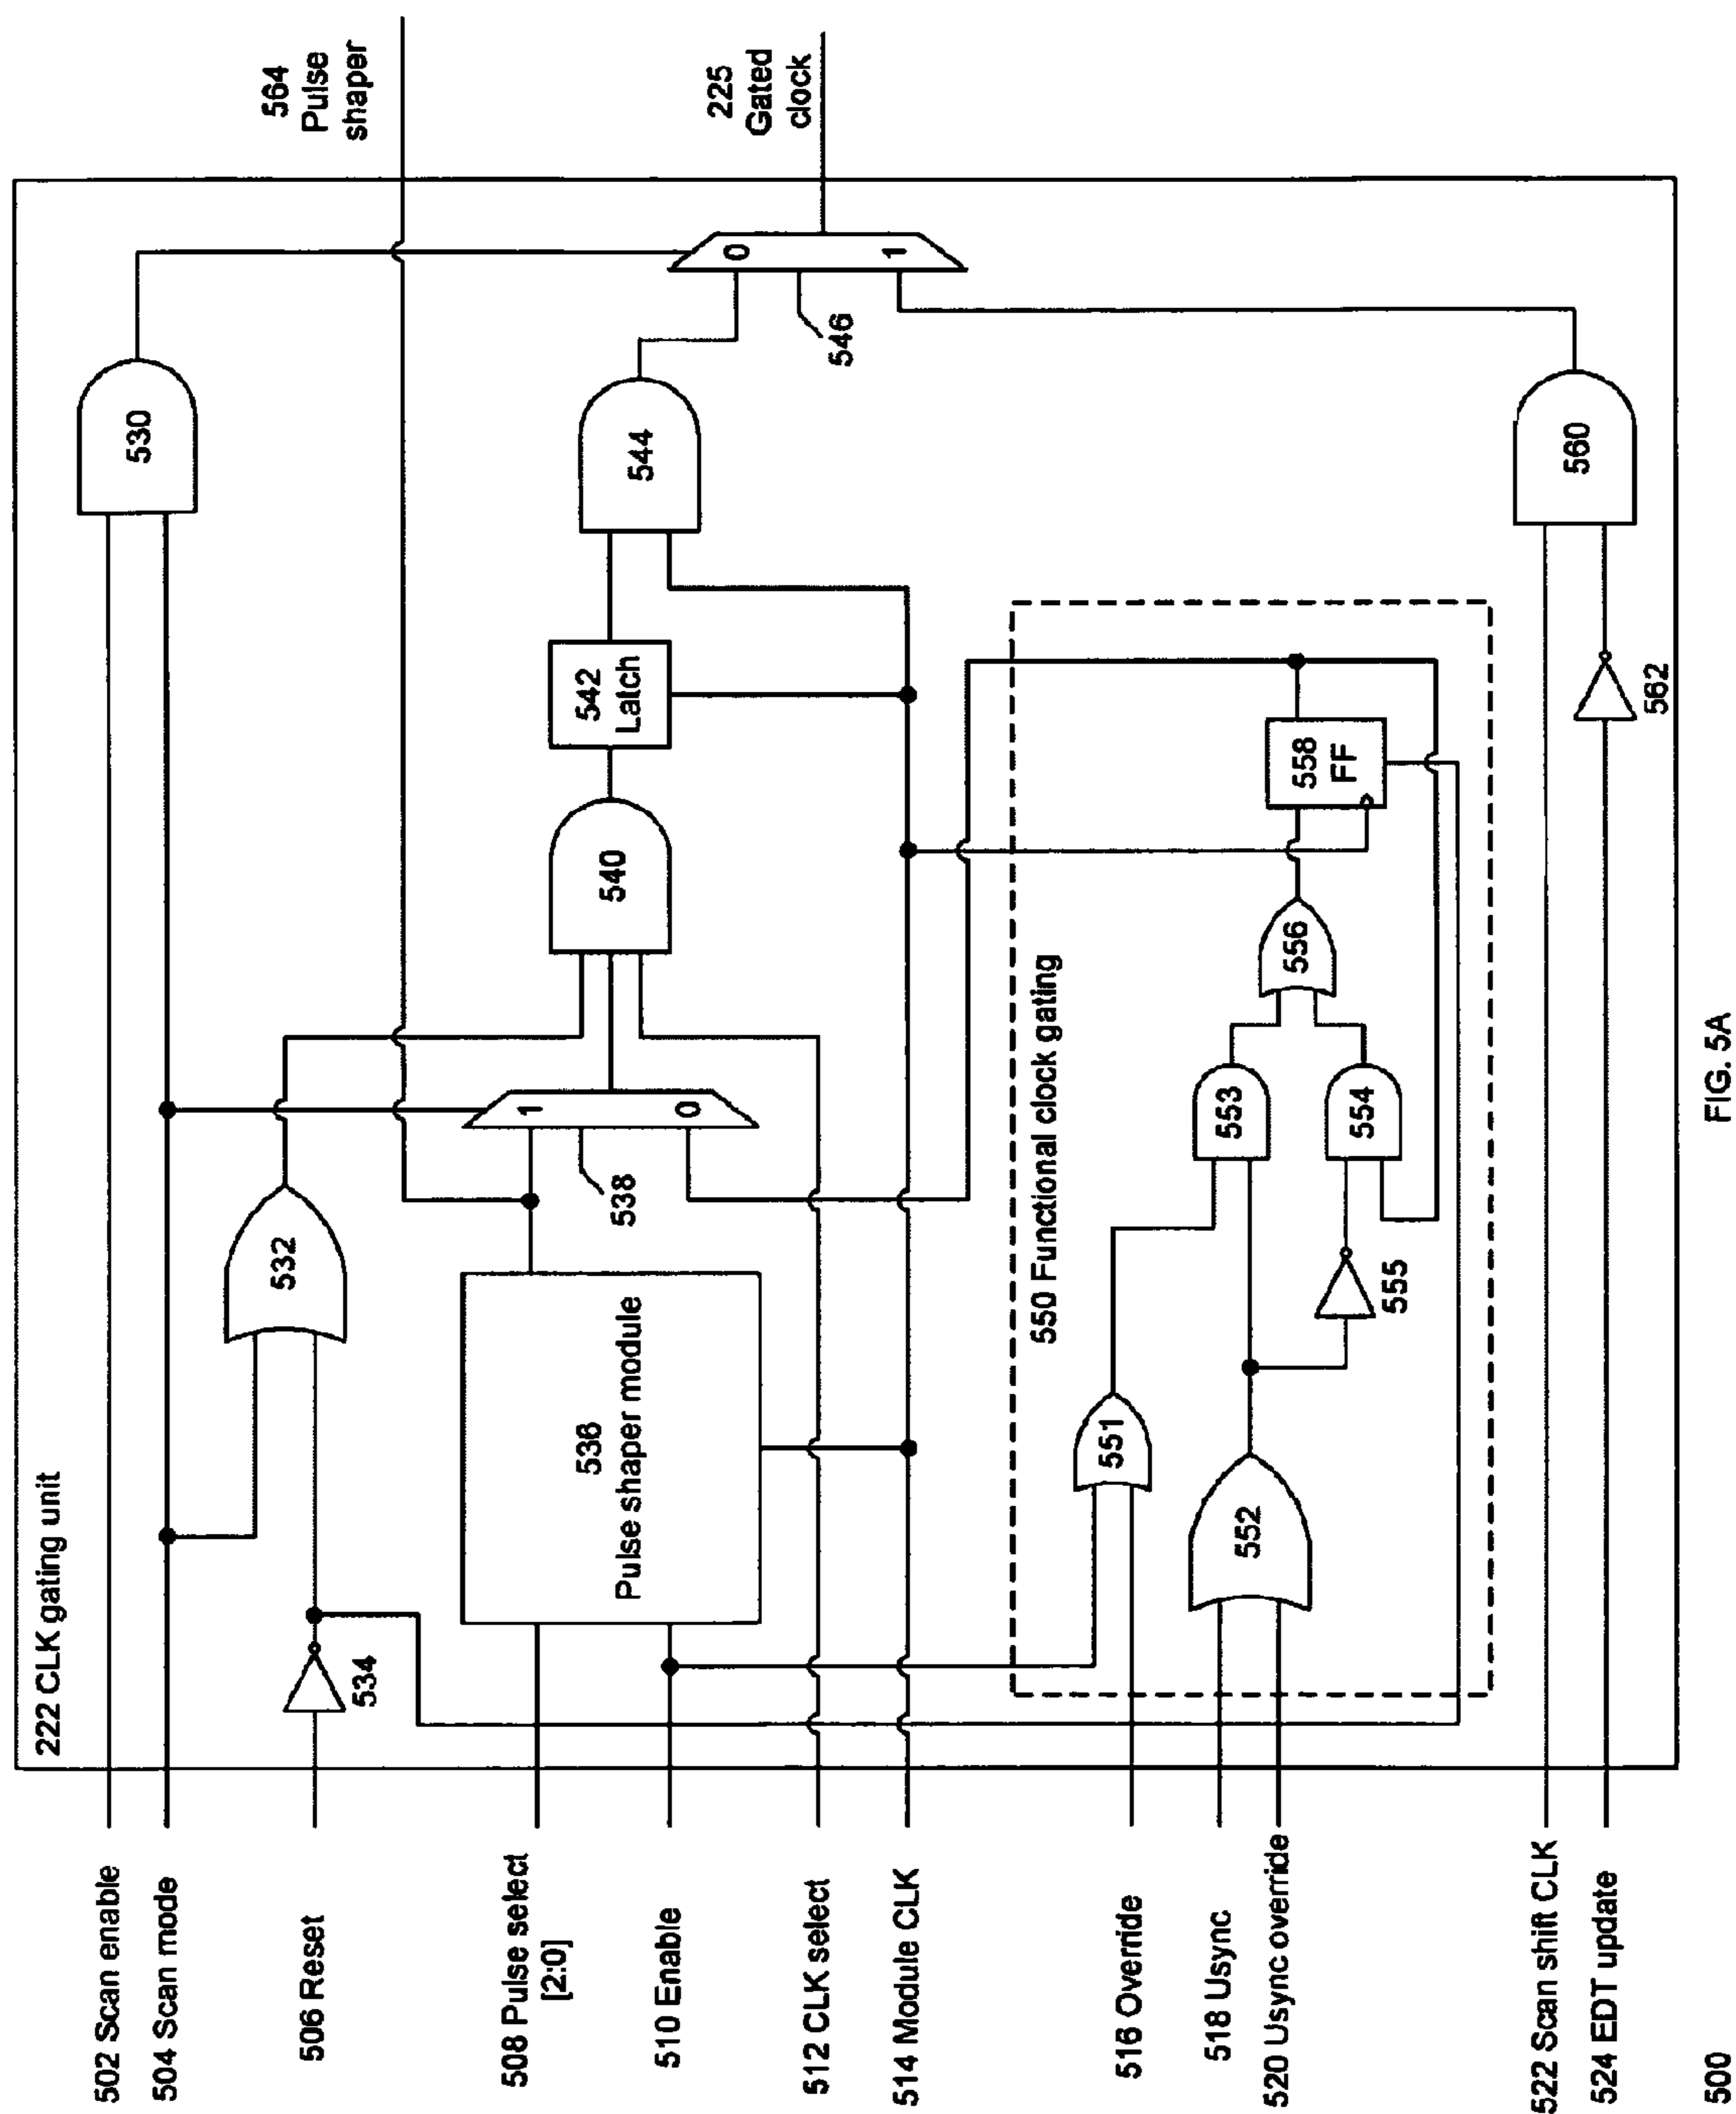 222 CLK gating unit
502 Scan enable
504 Scan mode
506 Reset
508 Pulse select
[2:0]
510 Enable
512 CLK select
514 Module CLK
516 Override
518 Usync
520 Usync override
522 Scan shift CLK
524 EDT update
530
532
534
536
Pulse shaper module
538
540
542
Latch
544
546
550 Functional clock gating
551
552
553
554
555
556
558
FF
560
562
564
Pulse
shaper
225
Gated
clock
500
FIG. 5A